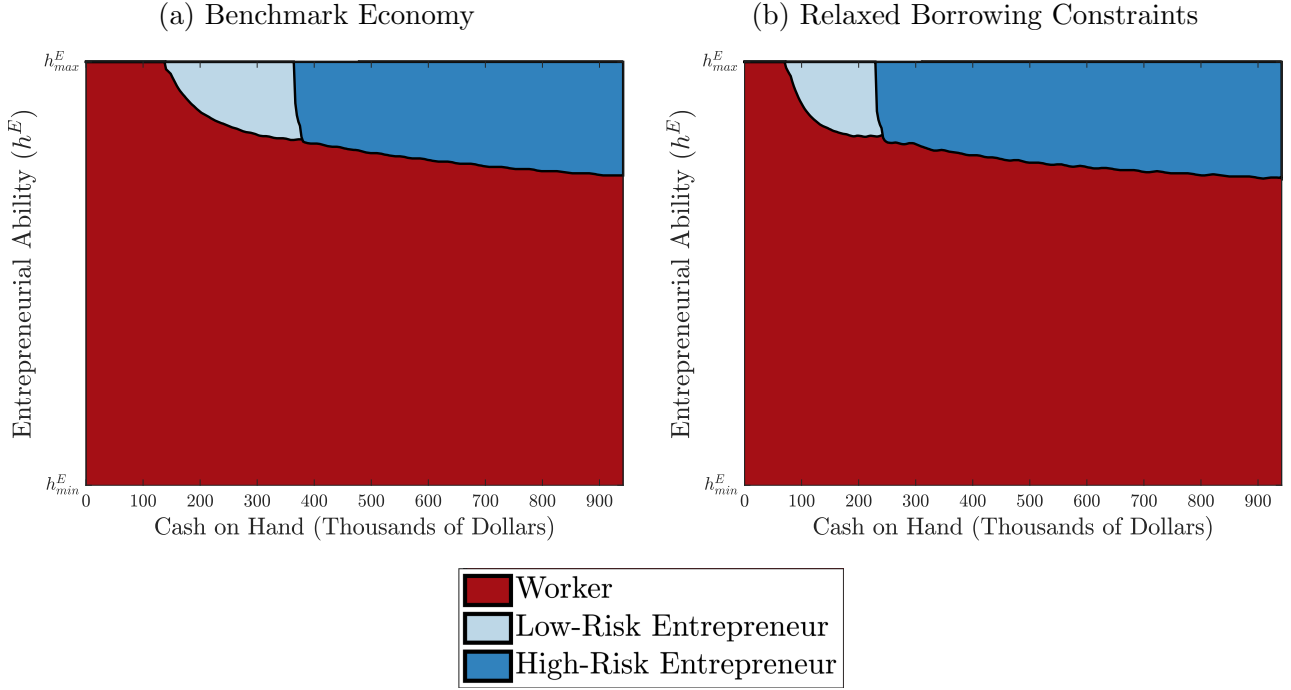 (a) Benchmark Economy
h^E_max
Entrepreneurial Ability (h^E)
h^E_min
0 100 200 300 400 500 600 700 800 900
Cash on Hand (Thousands of Dollars)
(b) Relaxed Borrowing Constraints
h^E_max
Entrepreneurial Ability (h^E)
h^E_min
0 100 200 300 400 500 600 700 800 900
Cash on Hand (Thousands of Dollars)
Worker
Low-Risk Entrepreneur
High-Risk Entrepreneur